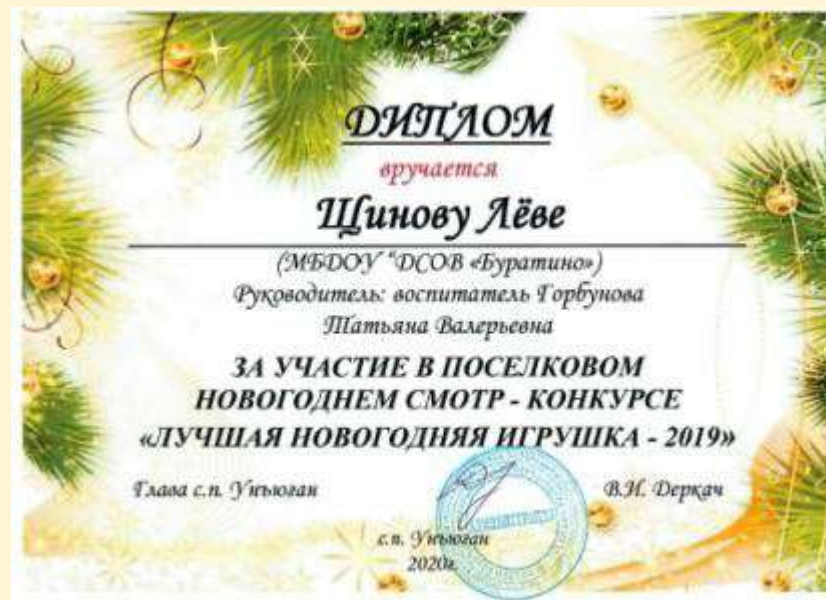 ДИПЛОМ
вручается
Щинову Лёве
(МБДОУ "ДСОВ «Буратино»)
Руководитель: воспитатель Горбунова
Татьяна Валерьевна
ЗА УЧАСТИЕ В ПОСЕЛКОВОМ
НОВОГОДНЕМ СМОТР - КОНКУРСЕ
«ЛУЧШАЯ НОВОГОДНЯЯ ИГРУШКА - 2019»
Глава с.п. Унъюган В.И. Деркач
с.п. Унъюган
2020г.